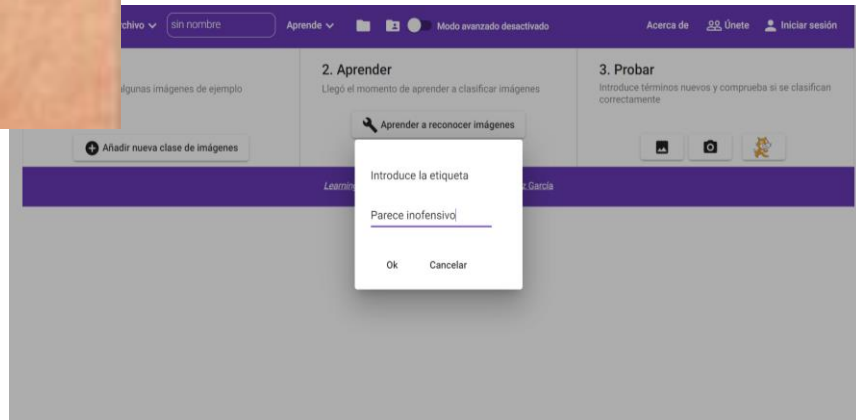 chivo
sin nombre
Aprende
Modo avanzado desactivado
Acerca de
Únete
Iniciar sesión
algunas imágenes de ejemplo
Añadir nueva clase de imágenes
2. Aprender
Llegó el momento de aprender a clasificar imágenes
Aprender a reconocer imágenes
3. Probar
Introduce términos nuevos y comprueba si se clasifican
correctamente
Introduce la etiqueta
Parece inofensivo
Ok Cancelar
Learning
García